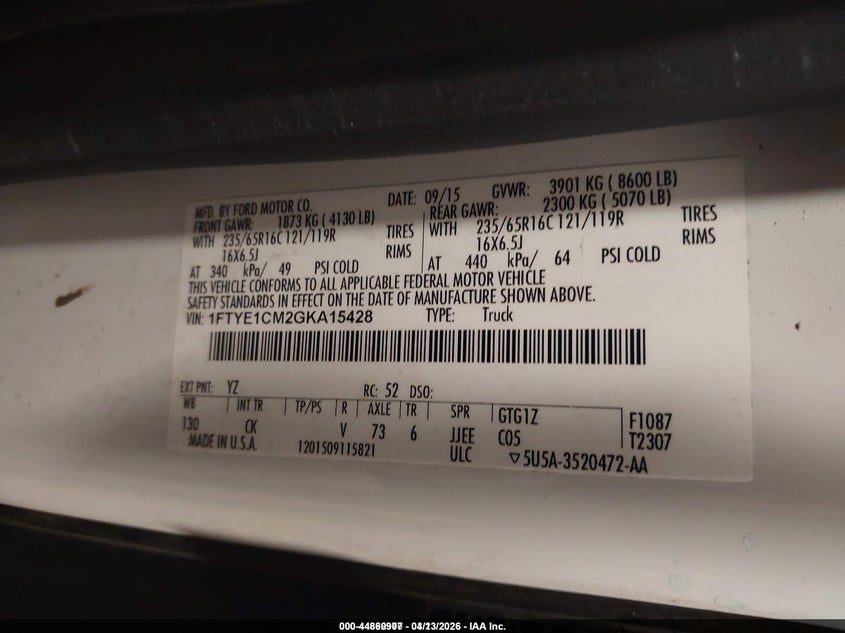 MFD. BY FORD MOTOR CO. DATE: 09/15 GVWR: 3901 KG ( 8600 LB)
FRONT GAWR: 1873 KG ( 4130 LB) REAR GAWR: 2300 KG ( 5070 LB)
WITH 235/65R16C 121/119R TIRES WITH 235/65R16C 121/119R TIRES
16X6.5J RIMS 16X6.5J RIMS
AT 340 kPa/ 49 PSI COLD AT 440 kPa/ 64 PSI COLD
THIS VEHICLE CONFORMS TO ALL APPLICABLE FEDERAL MOTOR VEHICLE
SAFETY STANDARDS IN EFFECT ON THE DATE OF MANUFACTURE SHOWN ABOVE.
VIN: 1FTYE1CM2GKA15428 TYPE: Truck
EXT PNT: YZ RC: 52 DSO:
WB INT TR TP/PS R AXLE TR SPR GTG1Z F1087
130 CK V 73 6 JJEE C05 T2307
MADE IN U.S.A. 1201509115821 ULC ▽5U5A-3520472-AA
04/13/2026 - IAA Inc.